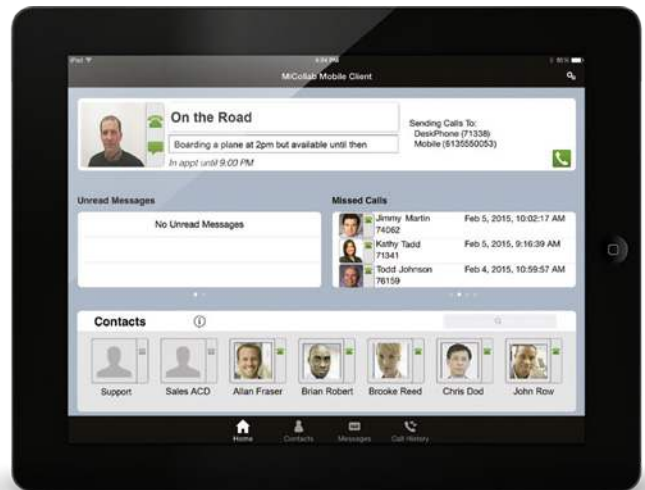 iPad
4:04 PM
MiCollab Mobile Client
On the Road
Boarding a plane at 2pm but available until then
In appt until 9:00 PM
Sending Calls To:
DeskPhone (71338)
Mobile (6135550053)
Unread Messages
No Unread Messages
Missed Calls
Jimmy Martin Feb 5, 2015, 10:02:17 AM
74062
Kathy Tadd Feb 5, 2015, 9:16:39 AM
71341
Todd Johnson Feb 4, 2015, 10:59:57 AM
76159
Contacts
Support Sales ACD Allan Fraser Brian Robert Brooke Reed Chris Dod John Row
Home Contacts Messages Call History